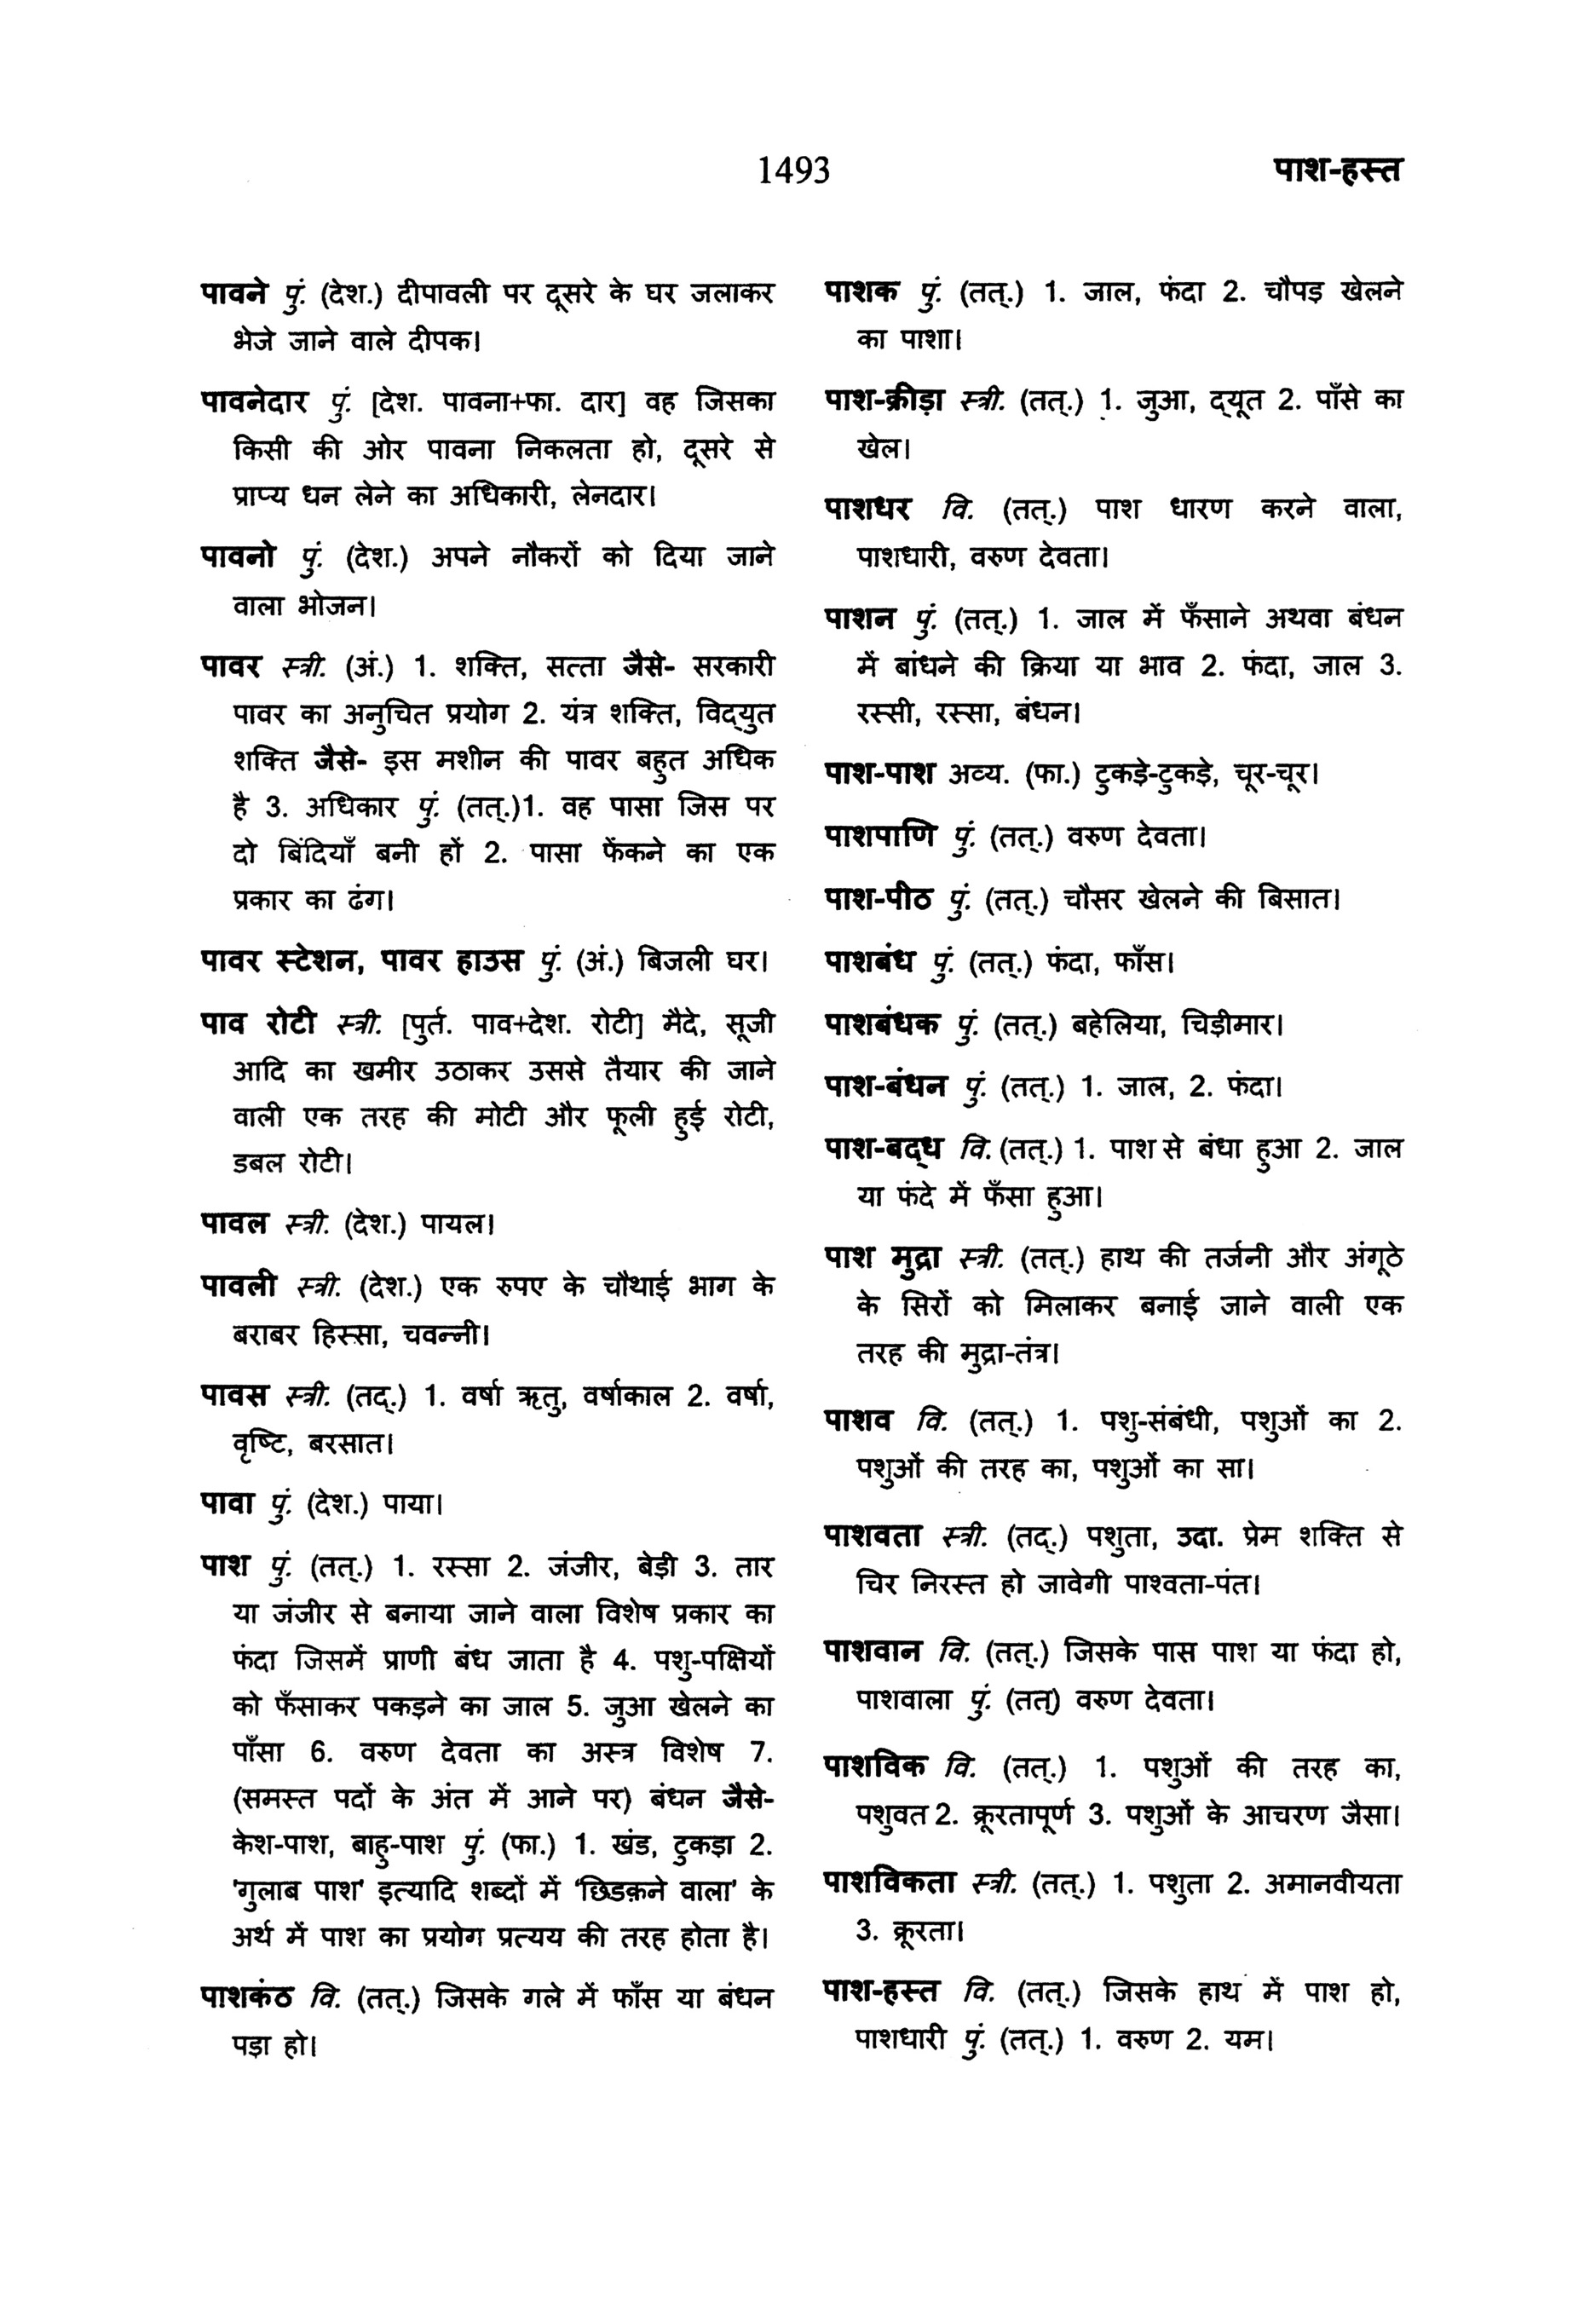 1493
पाश-हस्त
पावने पुं. (देश.) दीपावली पर दूसरे के घर जलाकर
भेजे जाने वाले दीपक।
पावनेदार पुं. [देश. पावना+फा. दार] वह जिसका
किसी की ओर पावना निकलता हो, दूसरे से
प्राप्य धन लेने का अधिकारी, लेनदार।
पावनो पुं. (देश.) अपने नौकरों को दिया जाने
वाला भोजन।
पावर स्त्री. (अं.) 1. शक्ति, सत्ता जैसे- सरकारी
पावर का अनुचित प्रयोग 2. यंत्र शक्ति, विद्युत
शक्ति जैसे- इस मशीन की पावर बहुत अधिक
है 3. अधिकार पुं. (तत्.)1. वह पासा जिस पर
दो बिंदियाँ बनी हों 2. पासा फेंकने का एक
प्रकार का ढंग।
पावर स्टेशन, पावर हाउस पुं. (अं.) बिजली घर।
पाव रोटी स्त्री. [पुर्त. पाव+देश. रोटी] मैदे, सूजी
आदि का खमीर उठाकर उससे तैयार की जाने
वाली एक तरह की मोटी और फूली हुई रोटी,
डबल रोटी।
पावल स्त्री. (देश.) पायल।
पावली स्त्री. (देश.) एक रुपए के चौथाई भाग के
बराबर हिस्सा, चवन्नी।
पावस स्त्री. (तद्.) 1. वर्षा ऋतु, वर्षाकाल 2. वर्षा,
वृष्टि, बरसात।
पावा पुं. (देश.) पाया।
पाश पुं. (तत्.) 1. रस्सा 2. जंजीर, बेड़ी 3. तार
या जंजीर से बनाया जाने वाला विशेष प्रकार का
फंदा जिसमें प्राणी बंध जाता है 4. पशु-पक्षियों
को फँसाकर पकड़ने का जाल 5. जुआ खेलने का
पाँसा 6. वरुण देवता का अस्त्र विशेष 7.
(समस्त पदों के अंत में आने पर) बंधन जैसे-
केश-पाश, बाहु-पाश पुं. (फा.) 1. खंड, टुकड़ा 2.
'गुलाब पाश' इत्यादि शब्दों में 'छिडक़ने वाला' के
अर्थ में पाश का प्रयोग प्रत्यय की तरह होता है।
पाशकंठ वि. (तत्.) जिसके गले में फाँस या बंधन
पड़ा हो।
पाशक पुं. (तत्.) 1. जाल, फंदा 2. चौपड़ खेलने
का पाशा।
पाश-क्रीड़ा स्त्री. (तत्.) 1. जुआ, द्यूत 2. पाँसे का
खेल।
पाशधर वि. (तत्.) पाश धारण करने वाला,
पाशधारी, वरुण देवता।
पाशन पुं. (तत्.) 1. जाल में फँसाने अथवा बंधन
में बांधने की क्रिया या भाव 2. फंदा, जाल 3.
रस्सी, रस्सा, बंधन।
पाश-पाश अव्य. (फा.) टुकड़े-टुकड़े, चूर-चूर।
पाशपाणि पुं. (तत्.) वरुण देवता।
पाश-पीठ पुं. (तत्.) चौसर खेलने की बिसात।
पाशबंध पुं. (तत्.) फंदा, फाँस।
पाशबंधक पुं. (तत्.) बहेलिया, चिड़ीमार।
पाश-बंधन पुं. (तत्.) 1. जाल, 2. फंदा।
पाश-बद्ध वि. (तत्.) 1. पाश से बंधा हुआ 2. जाल
या फंदे में फँसा हुआ।
पाश मुद्रा स्त्री. (तत्.) हाथ की तर्जनी और अंगूठे
के सिरों को मिलाकर बनाई जाने वाली एक
तरह की मुद्रा-तंत्र।
पाशव वि. (तत्.) 1. पशु-संबंधी, पशुओं का 2.
पशुओं की तरह का, पशुओं का सा।
पाशवता स्त्री. (तद्.) पशुता, उदा. प्रेम शक्ति से
चिर निरस्त हो जावेगी पाश्वता-पंत।
पाशवान वि. (तत्.) जिसके पास पाश या फंदा हो,
पाशवाला पुं. (तत्) वरुण देवता।
पाशविक वि. (तत्.) 1. पशुओं की तरह का,
पशुवत 2. क्रूरतापूर्ण 3. पशुओं के आचरण जैसा।
पाशविकता स्त्री. (तत्.) 1. पशुता 2. अमानवीयता
3. क्रूरता।
पाश-हस्त वि. (तत्.) जिसके हाथ में पाश हो,
पाशधारी पुं. (तत्.) 1. वरुण 2. यम।